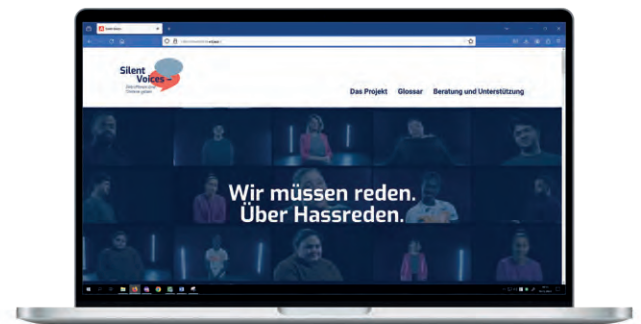 Silent
Voices –
Das Projekt Glossar Beratung und Unterstützung
Wir müssen reden.
Über Hassreden.